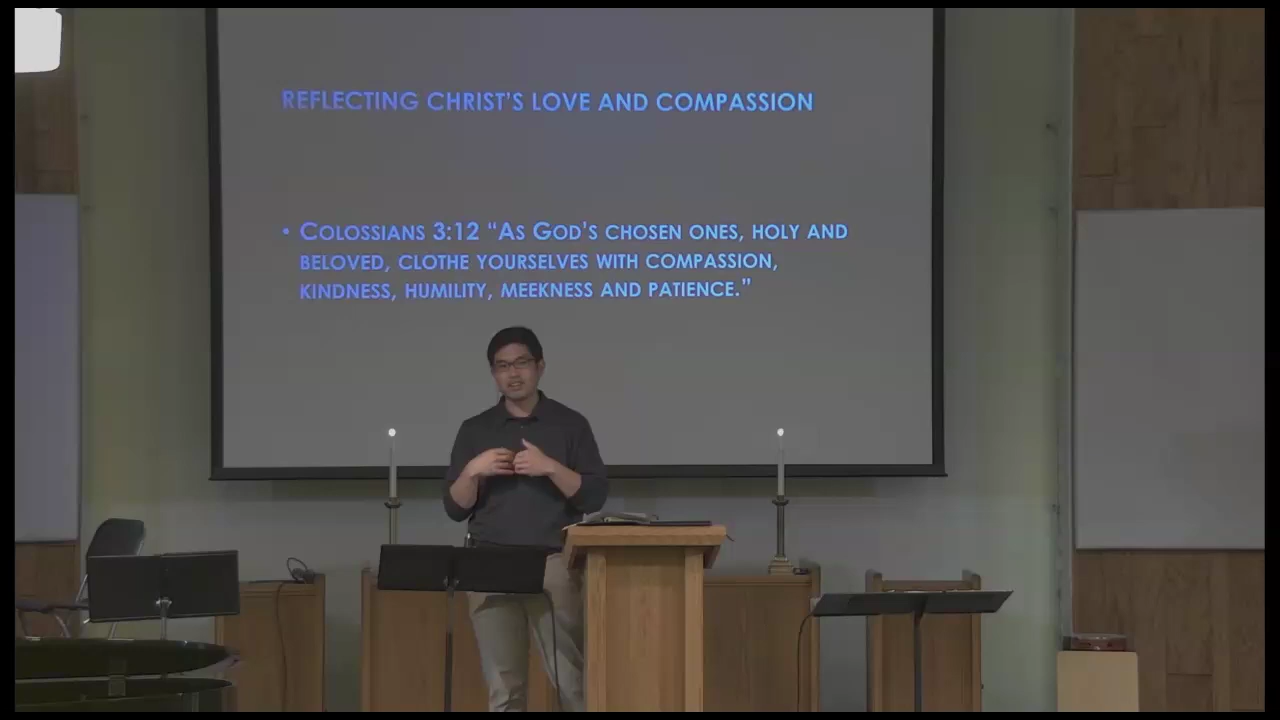 REFLECTING CHRIST'S LOVE AND COMPASSION
• COLOSSIANS 3:12 “AS GOD'S CHOSEN ONES, HOLY AND
BELOVED, CLOTHE YOURSELVES WITH COMPASSION,
KINDNESS, HUMILITY, MEEKNESS AND PATIENCE.”